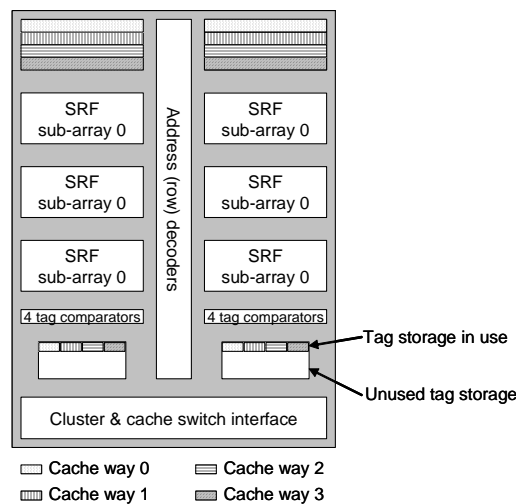 SRF
sub-array 0
SRF
sub-array 0
Address (row) decoders
SRF
sub-array 0
SRF
sub-array 0
SRF
sub-array 0
SRF
sub-array 0
4 tag comparators
4 tag comparators
Tag storage in use
Unused tag storage
Cluster & cache switch interface
Cache way 0
Cache way 2
Cache way 1
Cache way 3